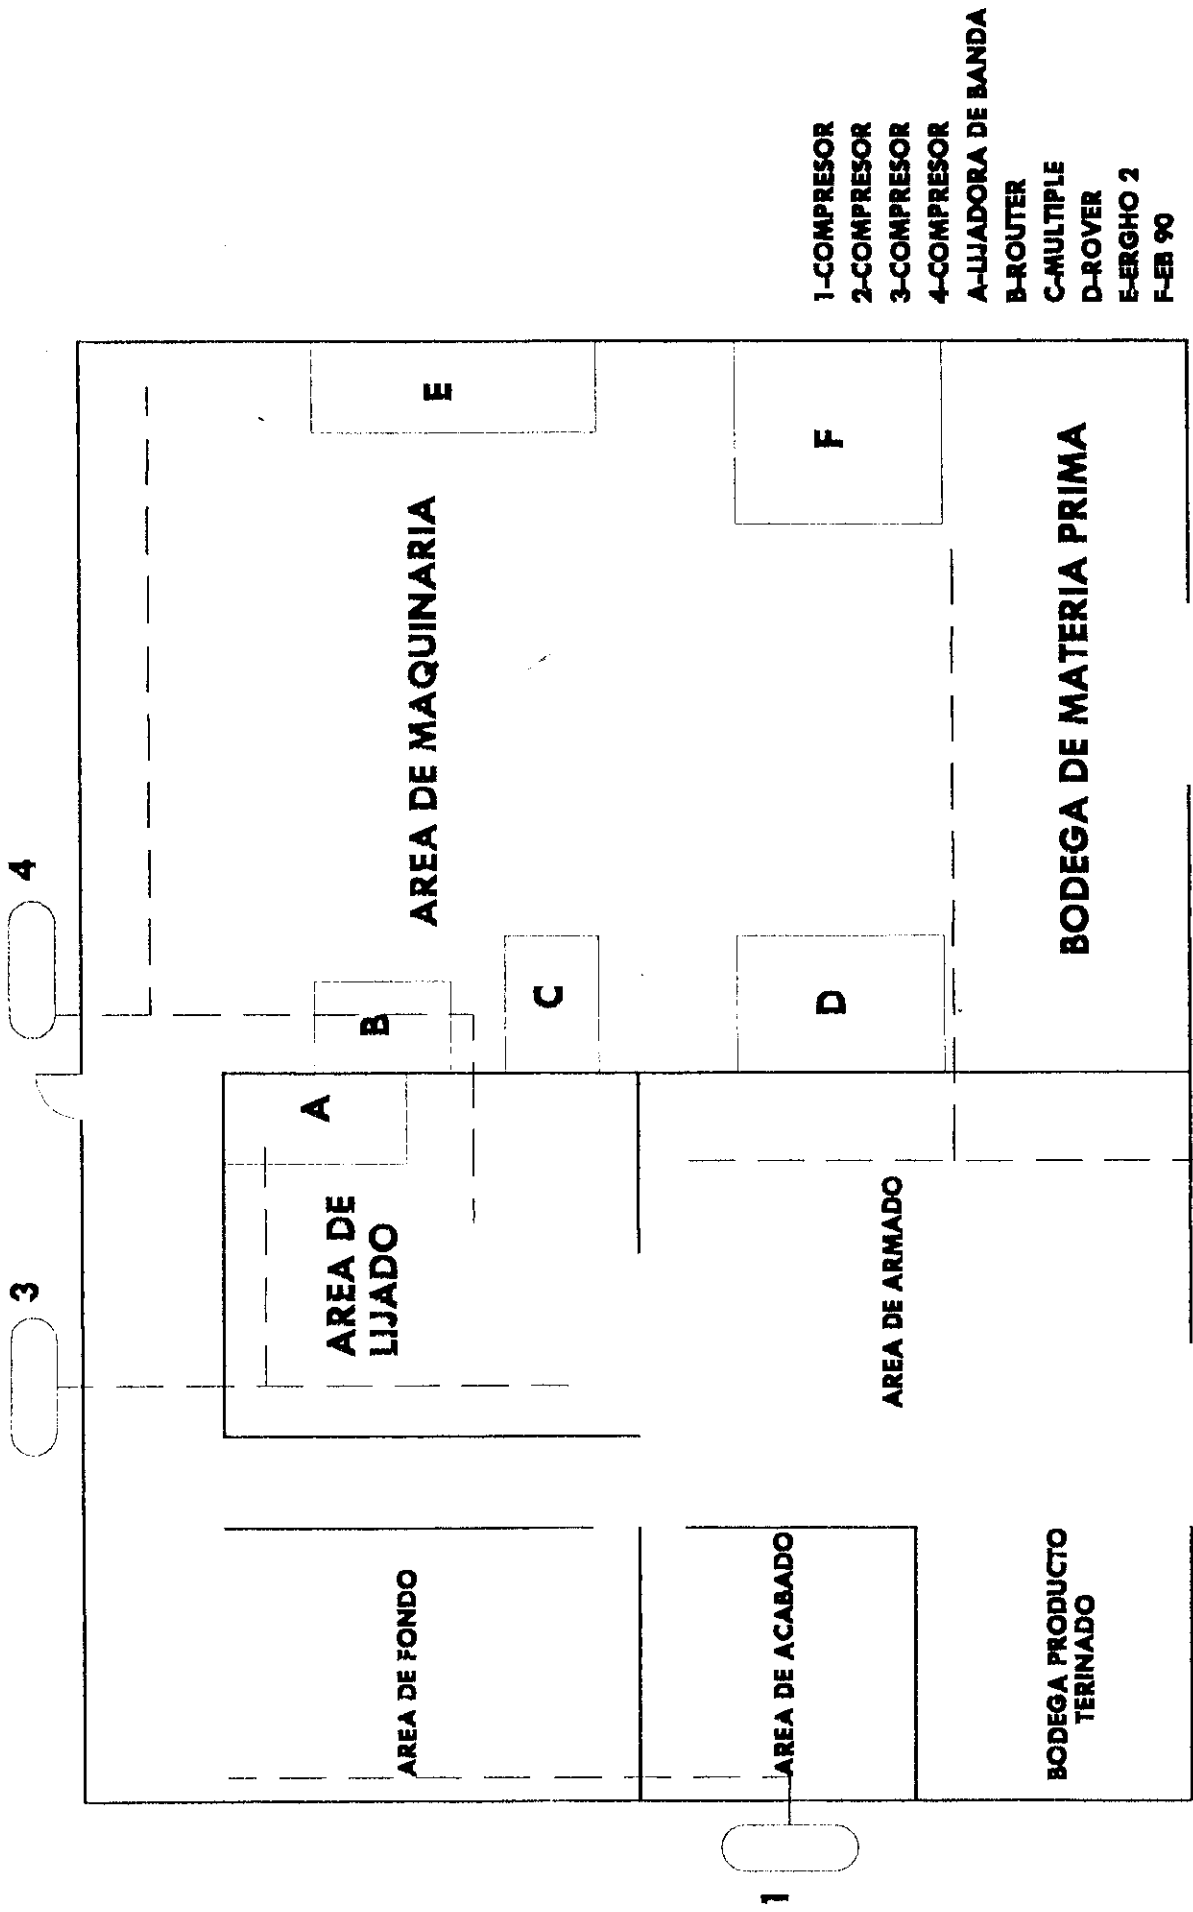 3
4
AREA DE FONDO
AREA DE
LIJADO
A
B
C
AREA DE MAQUINARIA
E
1
AREA DE ACABADO
AREA DE ARMADO
D
F
BODEGA PRODUCTO
TERINADO
BODEGA DE MATERIA PRIMA
1-COMPRESOR
2-COMPRESOR
3-COMPRESOR
4-COMPRESOR
A-LIJADORA DE BANDA
B-ROUTER
C-MULTIPLE
D-ROVER
E-ERGHO 2
F-EB 90